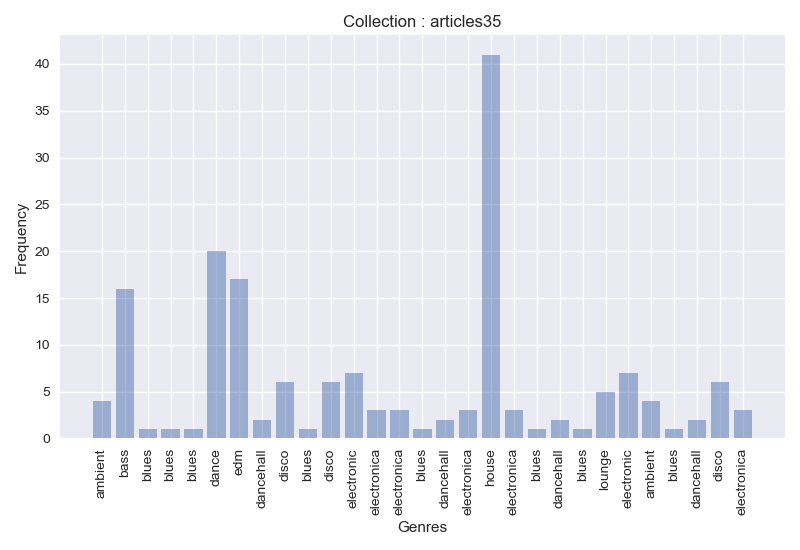 Collection : articles35
Frequency
40
35
30
25
20
15
10
5
0
ambient
bass
blues
blues
blues
dance
edm
dancehall
disco
blues
disco
electronic
electronica
electronica
blues
dancehall
electronica
house
electronica
blues
dancehall
blues
lounge
electronic
ambient
blues
dancehall
disco
electronica
Genres